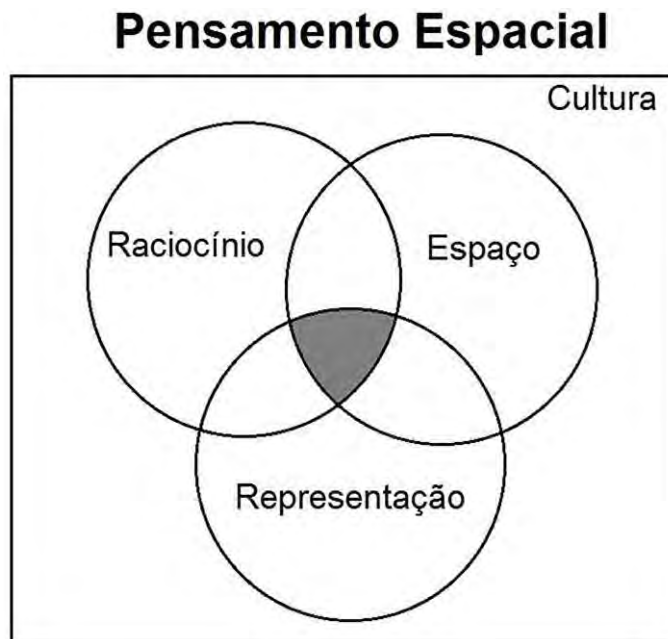 Pensamento Espacial
Cultura
Raciocínio
Espaço
Representação